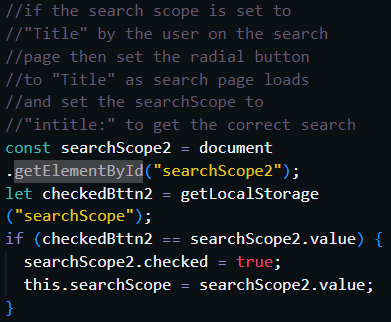 //if the search scope is set to
//"Title" by the user on the search
//page then set the radial button
//to "Title" as search page loads
//and set the searchScope to
//"intitle:" to get the correct search
const searchScope2 = document
.getElementById("searchScope2");
let checkedBttn2 = getLocalStorage
("searchScope");
if (checkedBttn2 == searchScope2.value) {
  searchScope2.checked = true;
  this.searchScope = searchScope2.value;
}